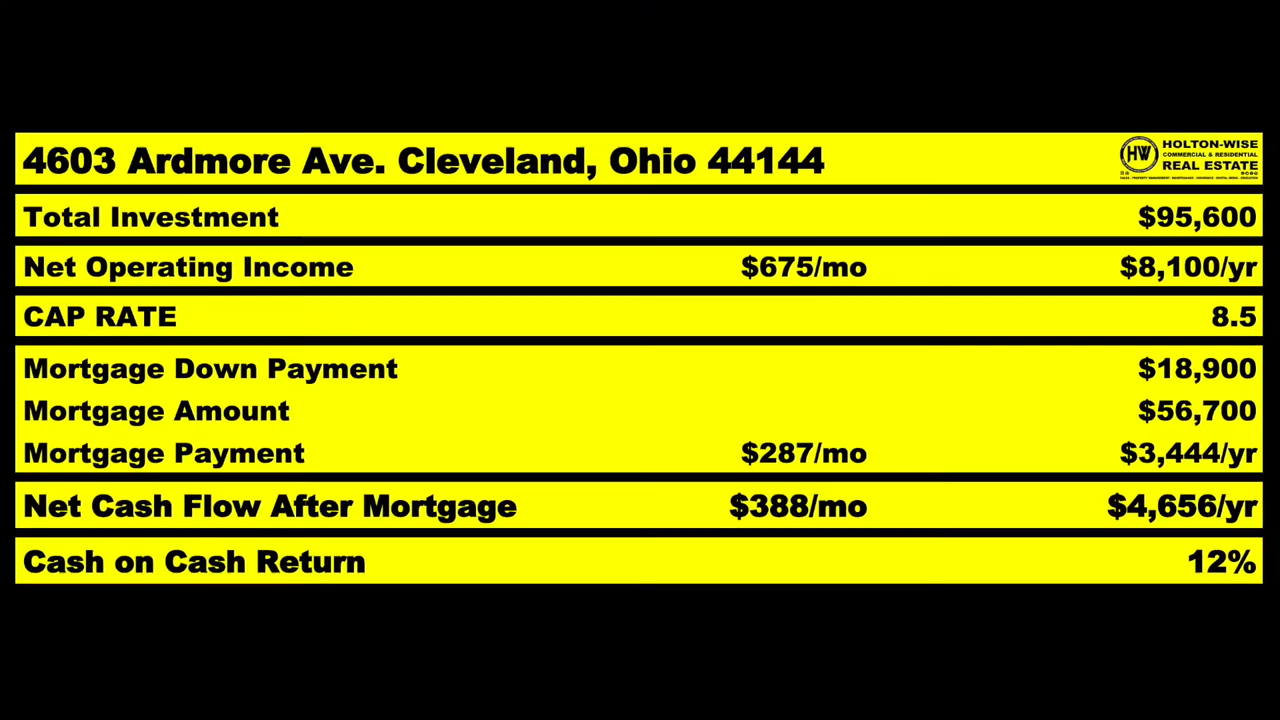 4603 Ardmore Ave. Cleveland, Ohio 44144
HW HOLTON-WISE
COMMERCIAL & RESIDENTIAL
REAL ESTATE
Total Investment $95,600
Net Operating Income $675/mo $8,100/yr
CAP RATE 8.5
Mortgage Down Payment $18,900
Mortgage Amount $56,700
Mortgage Payment $287/mo $3,444/yr
Net Cash Flow After Mortgage $388/mo $4,656/yr
Cash on Cash Return 12%